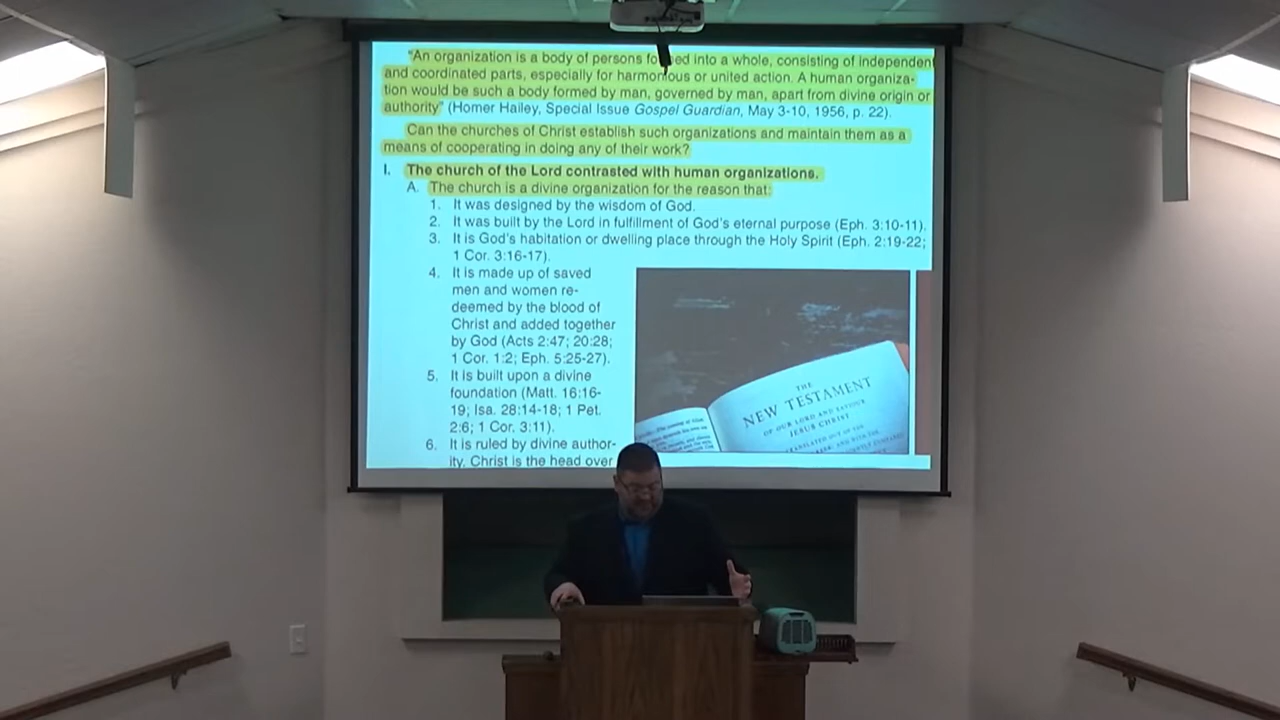 "An organization is a body of persons fo ed into a whole, consisting of independent
and coordinated parts, especially for harmonious or united action. A human organiza-
tion would be such a body formed by man, governed by man, apart from divine origin or
authority" (Homer Hailey, Special Issue Gospel Guardian, May 3-10, 1956, p. 22).
Can the churches of Christ establish such organizations and maintain them as a
means of cooperating in doing any of their work?
I. The church of the Lord contrasted with human organizations.
A. The church is a divine organization for the reason that:
1. It was designed by the wisdom of God.
2. It was built by the Lord in fulfillment of God's eternal purpose (Eph. 3:10-11).
3. It is God's habitation or dwelling place through the Holy Spirit (Eph. 2:19-22;
1 Cor. 3:16-17).
4. It is made up of saved
men and women re-
deemed by the blood of
Christ and added together
by God (Acts 2:47; 20:28;
1 Cor. 1:2; Eph. 5:25-27).
5. It is built upon a divine
foundation (Matt. 16:16-
19; Isa. 28:14-18; 1 Pet.
2:6; 1 Cor. 3:11).
6. It is ruled by divine author-
ity. Christ is the head over
THE
NEW TESTAMENT
OF OUR LORD AND SAVIOUR
JESUS CHRIST
TRANSLATED OUT OF THE